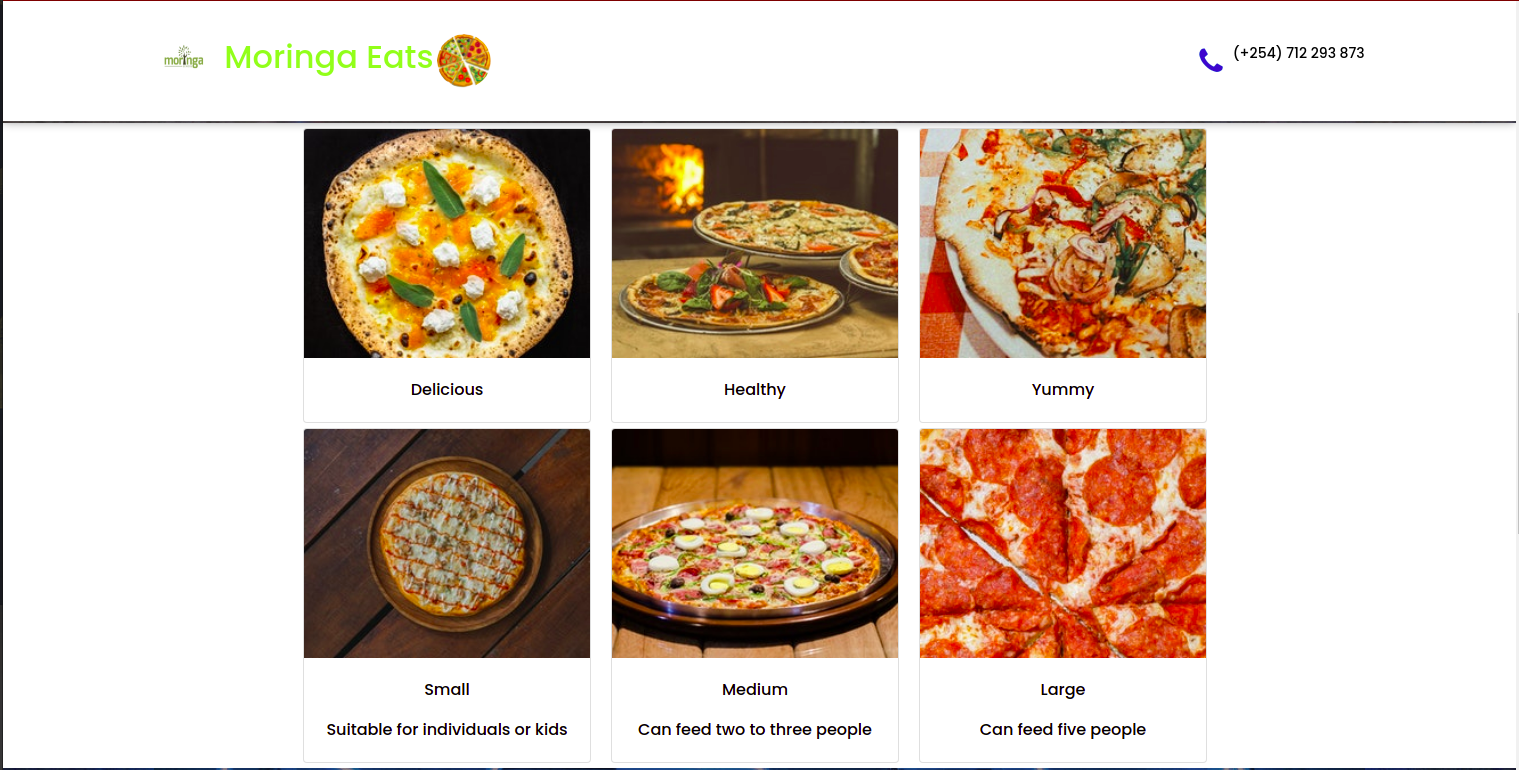 moringa
Moringa Eats
(+254) 712 293 873
Delicious
Healthy
Yummy
Small
Suitable for individuals or kids
Medium
Can feed two to three people
Large
Can feed five people